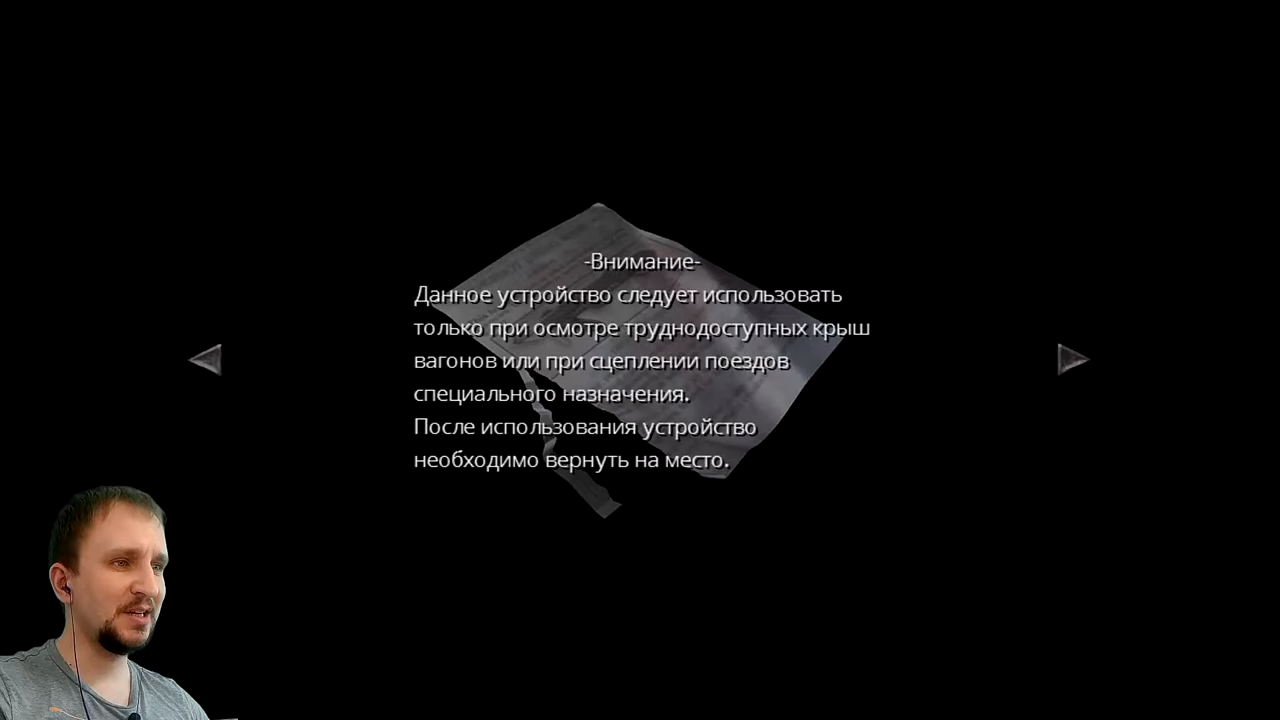 -Внимание-
Данное устройство следует использовать
только при осмотре труднодоступных крыш
вагонов или при сцеплении поездов
специального назначения.
После использования устройство
необходимо вернуть на место.